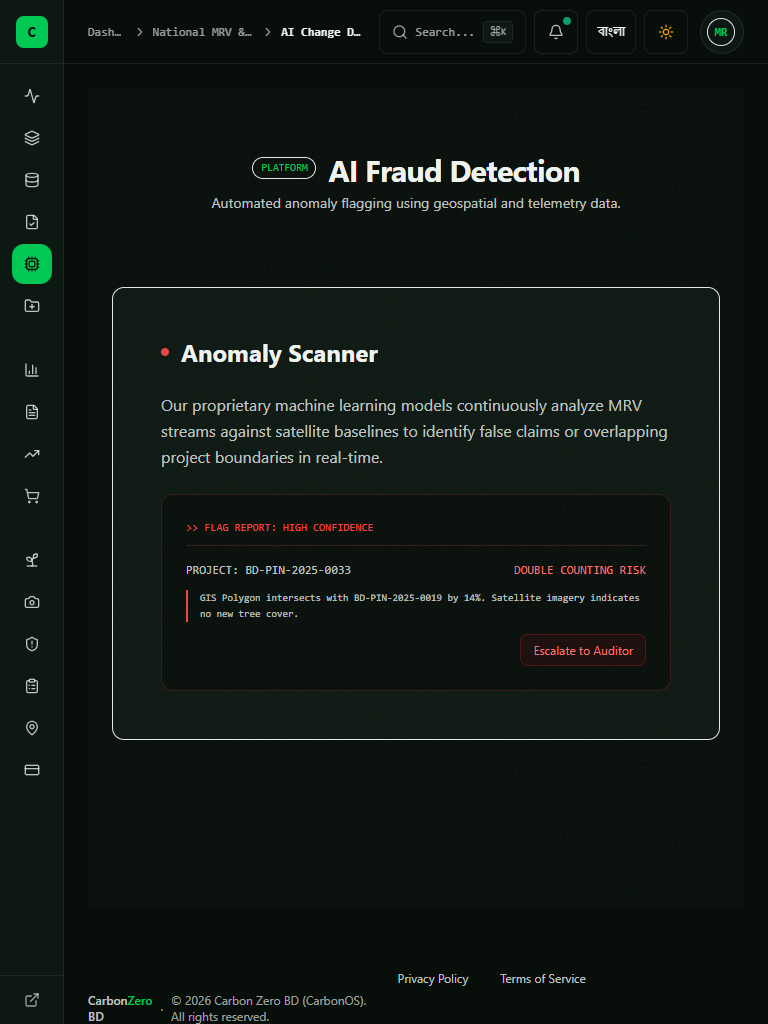 C
Dash… > National MRV &… > AI Change D…
Search... ⌘K
বাংলা
MR
PLATFORM AI Fraud Detection
Automated anomaly flagging using geospatial and telemetry data.
Anomaly Scanner
Our proprietary machine learning models continuously analyze MRV
streams against satellite baselines to identify false claims or overlapping
project boundaries in real-time.
>> FLAG REPORT: HIGH CONFIDENCE
PROJECT: BD-PIN-2025-0033 DOUBLE COUNTING RISK
GIS Polygon intersects with BD-PIN-2025-0019 by 14%. Satellite imagery indicates
no new tree cover.
Escalate to Auditor
Privacy Policy Terms of Service
CarbonZero
BD
·
© 2026 Carbon Zero BD (CarbonOS).
All rights reserved.